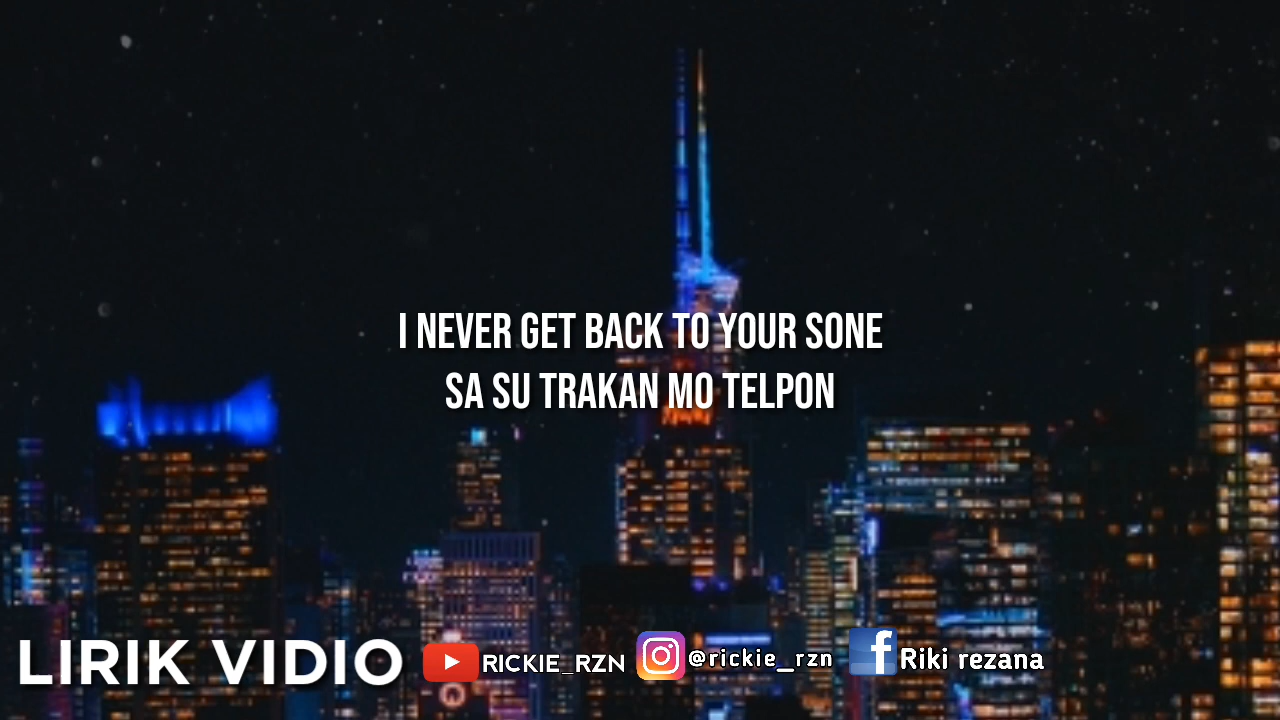 I NEVER GET BACK TO YOUR SONE
SA SU TRAKAN MO TELPON
LIRIK VIDIO
RICKIE_RZN
@rickie_rzn
Riki rezana